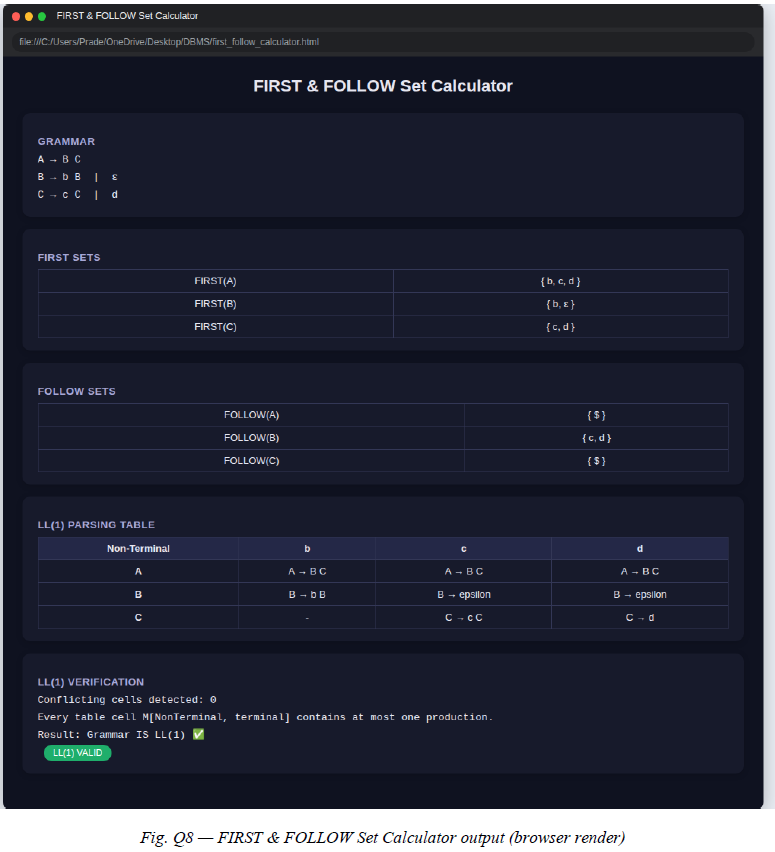 FIRST & FOLLOW Set Calculator
file:///C:/Users/Prade/OneDrive/Desktop/DBMS/first_follow_calculator.html
FIRST & FOLLOW Set Calculator
GRAMMAR
A → B C
B → b B | ε
C → c C | d
FIRST SETS
FIRST(A) { b, c, d }
FIRST(B) { b, ε }
FIRST(C) { c, d }
FOLLOW SETS
FOLLOW(A) { $ }
FOLLOW(B) { c, d }
FOLLOW(C) { $ }
LL(1) PARSING TABLE
Non-Terminal b c d
A A → B C A → B C A → B C
B B → b B B → epsilon B → epsilon
C - C → c C C → d
LL(1) VERIFICATION
Conflicting cells detected: 0
Every table cell M[NonTerminal, terminal] contains at most one production.
Result: Grammar IS LL(1) ✅
LL(1) VALID
Fig. Q8 — FIRST & FOLLOW Set Calculator output (browser render)